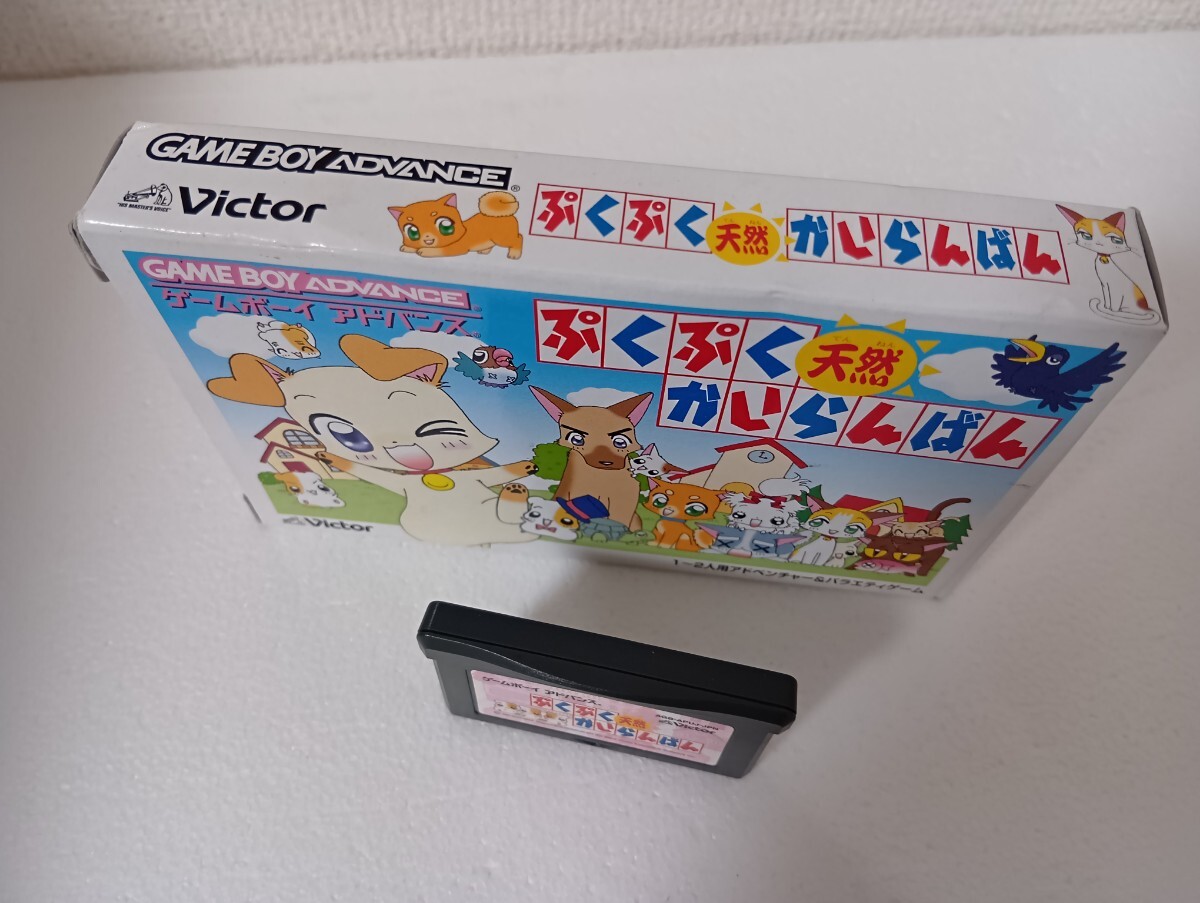 GAME BOY ADVANCE®
"HIS MASTER'S VOICE" Victor
ぷくぷく天然かいらんばん
GAME BOY ADVANCE
ゲームボーイ アドバンス
ぷくぷく天然
てんねん
かいらんばん
Victor
1~2人用アドベンチャー&バラエティゲーム
ゲームボーイ アドバンス
ぷくぷく天然
かいらんばん
Victor